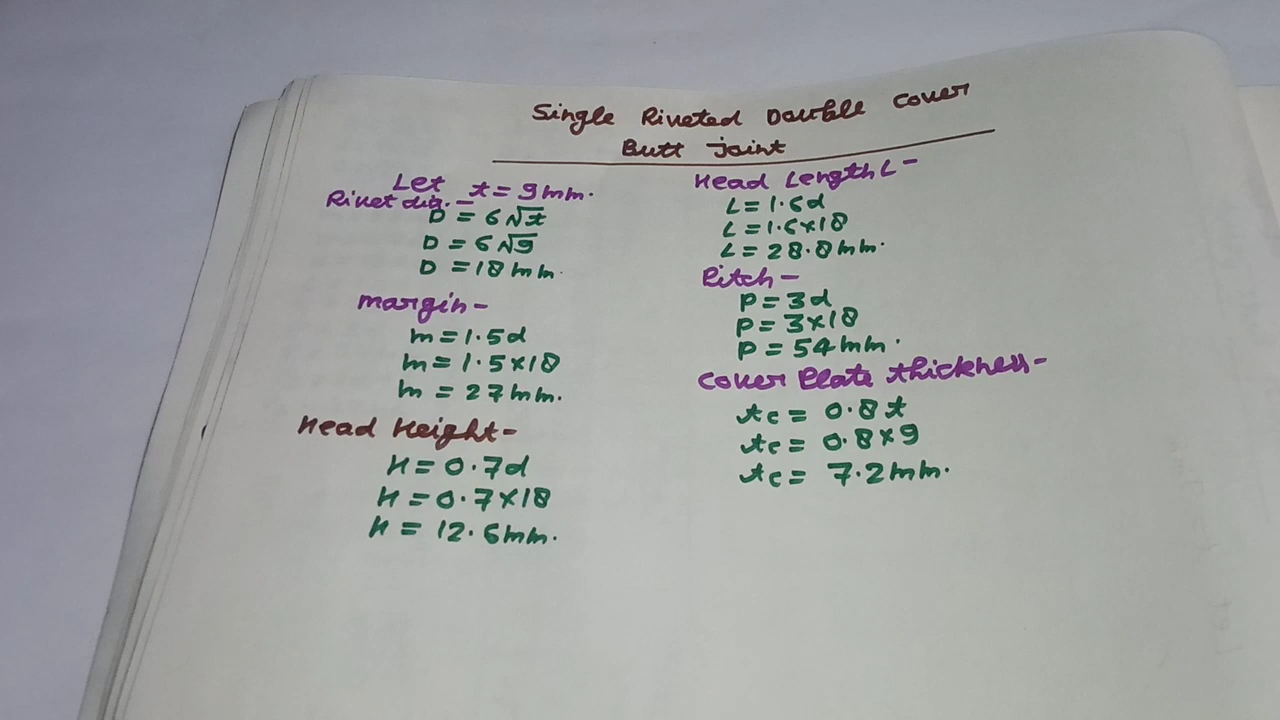 Single Riveted Double Cover
Butt joint
Let t = 9mm.
Rivet dia. -
D = 6√t
D = 6√9
D = 18mm.
Margin -
m = 1.5d
m = 1.5×18
m = 27mm.
Head Height -
H = 0.7d
H = 0.7×18
H = 12.6mm.
Head Length L -
L = 1.6d
L = 1.6×18
L = 28.8mm.
Pitch -
P = 3d
P = 3×18
P = 54mm.
Cover Plate thickness -
tc = 0.8t
tc = 0.8×9
tc = 7.2mm.